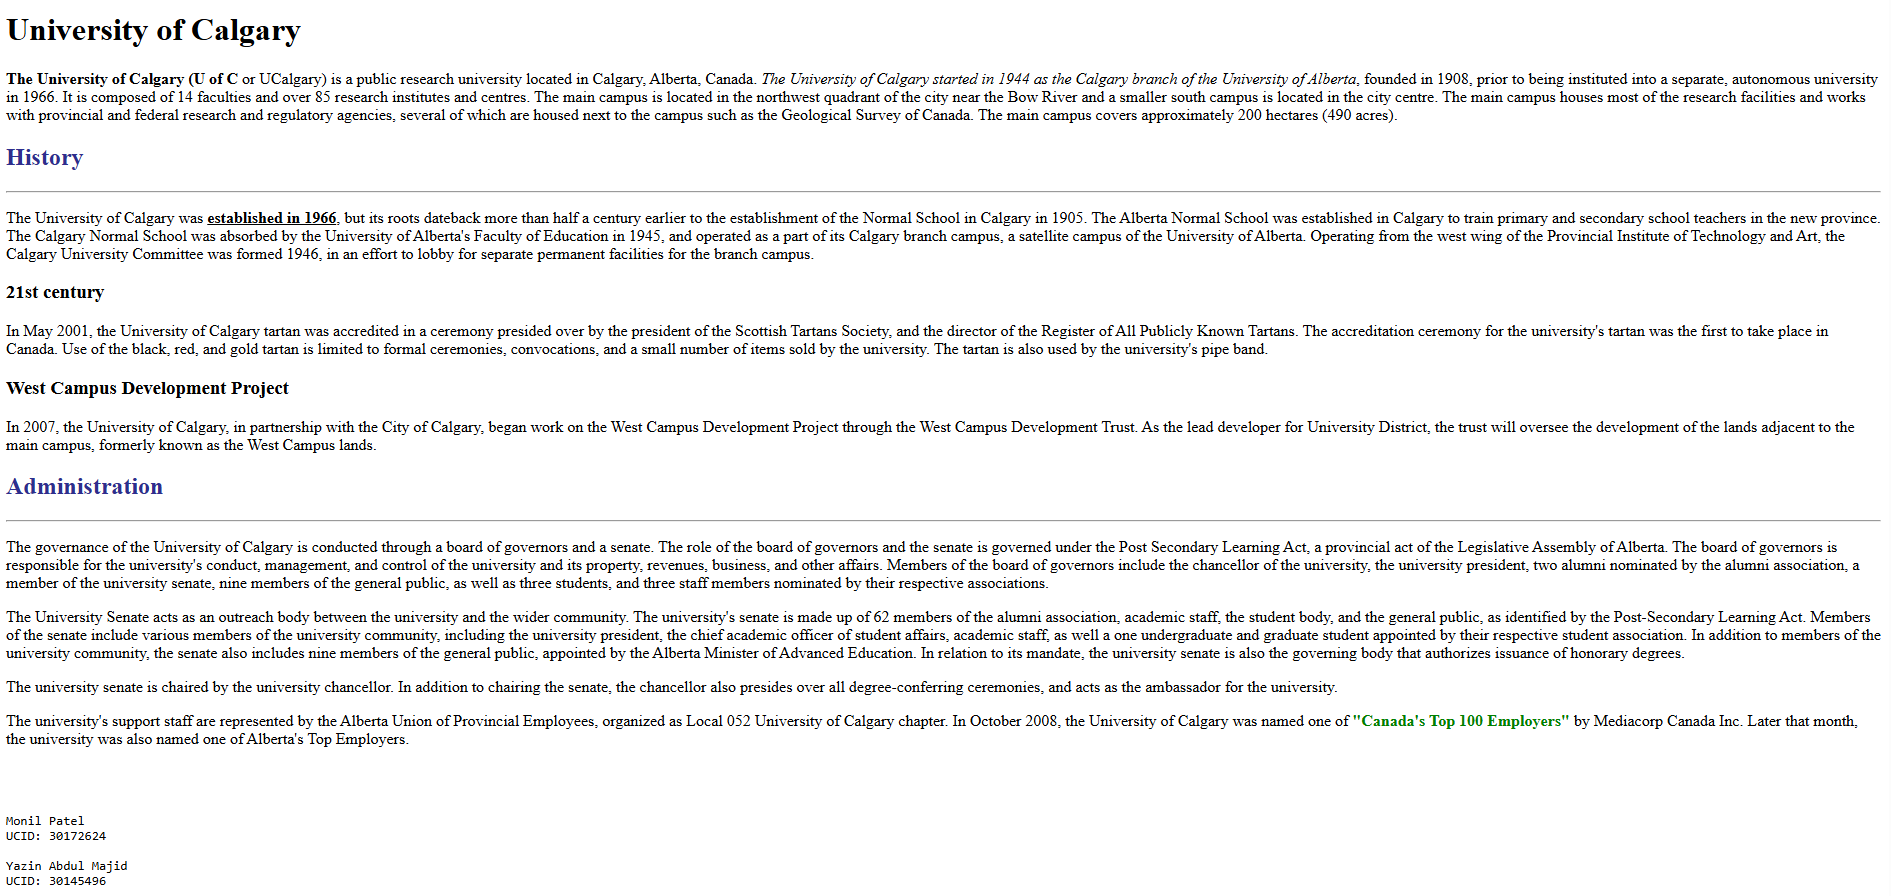 University of Calgary
The University of Calgary (U of C or UCalgary) is a public research university located in Calgary, Alberta, Canada. The University of Calgary started in 1944 as the Calgary branch of the University of Alberta, founded in 1908, prior to being instituted into a separate, autonomous university
in 1966. It is composed of 14 faculties and over 85 research institutes and centres. The main campus is located in the northwest quadrant of the city near the Bow River and a smaller south campus is located in the city centre. The main campus houses most of the research facilities and works
with provincial and federal research and regulatory agencies, several of which are housed next to the campus such as the Geological Survey of Canada. The main campus covers approximately 200 hectares (490 acres).
History
The University of Calgary was established in 1966, but its roots dateback more than half a century earlier to the establishment of the Normal School in Calgary in 1905. The Alberta Normal School was established in Calgary to train primary and secondary school teachers in the new province.
The Calgary Normal School was absorbed by the University of Alberta's Faculty of Education in 1945, and operated as a part of its Calgary branch campus, a satellite campus of the University of Alberta. Operating from the west wing of the Provincial Institute of Technology and Art, the
Calgary University Committee was formed 1946, in an effort to lobby for separate permanent facilities for the branch campus.
21st century
In May 2001, the University of Calgary tartan was accredited in a ceremony presided over by the president of the Scottish Tartans Society, and the director of the Register of All Publicly Known Tartans. The accreditation ceremony for the university's tartan was the first to take place in
Canada. Use of the black, red, and gold tartan is limited to formal ceremonies, convocations, and a small number of items sold by the university. The tartan is also used by the university's pipe band.
West Campus Development Project
In 2007, the University of Calgary, in partnership with the City of Calgary, began work on the West Campus Development Project through the West Campus Development Trust. As the lead developer for University District, the trust will oversee the development of the lands adjacent to the
main campus, formerly known as the West Campus lands.
Administration
The governance of the University of Calgary is conducted through a board of governors and a senate. The role of the board of governors and the senate is governed under the Post Secondary Learning Act, a provincial act of the Legislative Assembly of Alberta. The board of governors is
responsible for the university's conduct, management, and control of the university and its property, revenues, business, and other affairs. Members of the board of governors include the chancellor of the university, the university president, two alumni nominated by the alumni association, a
member of the university senate, nine members of the general public, as well as three students, and three staff members nominated by their respective associations.
The University Senate acts as an outreach body between the university and the wider community. The university's senate is made up of 62 members of the alumni association, academic staff, the student body, and the general public, as identified by the Post-Secondary Learning Act. Members
of the senate include various members of the university community, including the university president, the chief academic officer of student affairs, academic staff, as well a one undergraduate and graduate student appointed by their respective student association. In addition to members of the
university community, the senate also includes nine members of the general public, appointed by the Alberta Minister of Advanced Education. In relation to its mandate, the university senate is also the governing body that authorizes issuance of honorary degrees.
The university senate is chaired by the university chancellor. In addition to chairing the senate, the chancellor also presides over all degree-conferring ceremonies, and acts as the ambassador for the university.
The university's support staff are represented by the Alberta Union of Provincial Employees, organized as Local 052 University of Calgary chapter. In October 2008, the University of Calgary was named one of "Canada's Top 100 Employers" by Mediacorp Canada Inc. Later that month,
the university was also named one of Alberta's Top Employers.
Monil Patel
UCID: 30172624
Yazin Abdul Majid
UCID: 30145496